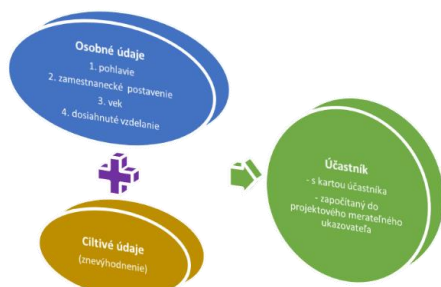 Osobné údaje
1. pohlavie
2. zamestnanecké postavenie
3. vek
4. dosiahnuté vzdelanie
Citlivé údaje
(znevýhodnenie)
Účastník
- s kartou účastníka
- započítaný do
projektového merateľného
ukazovateľa